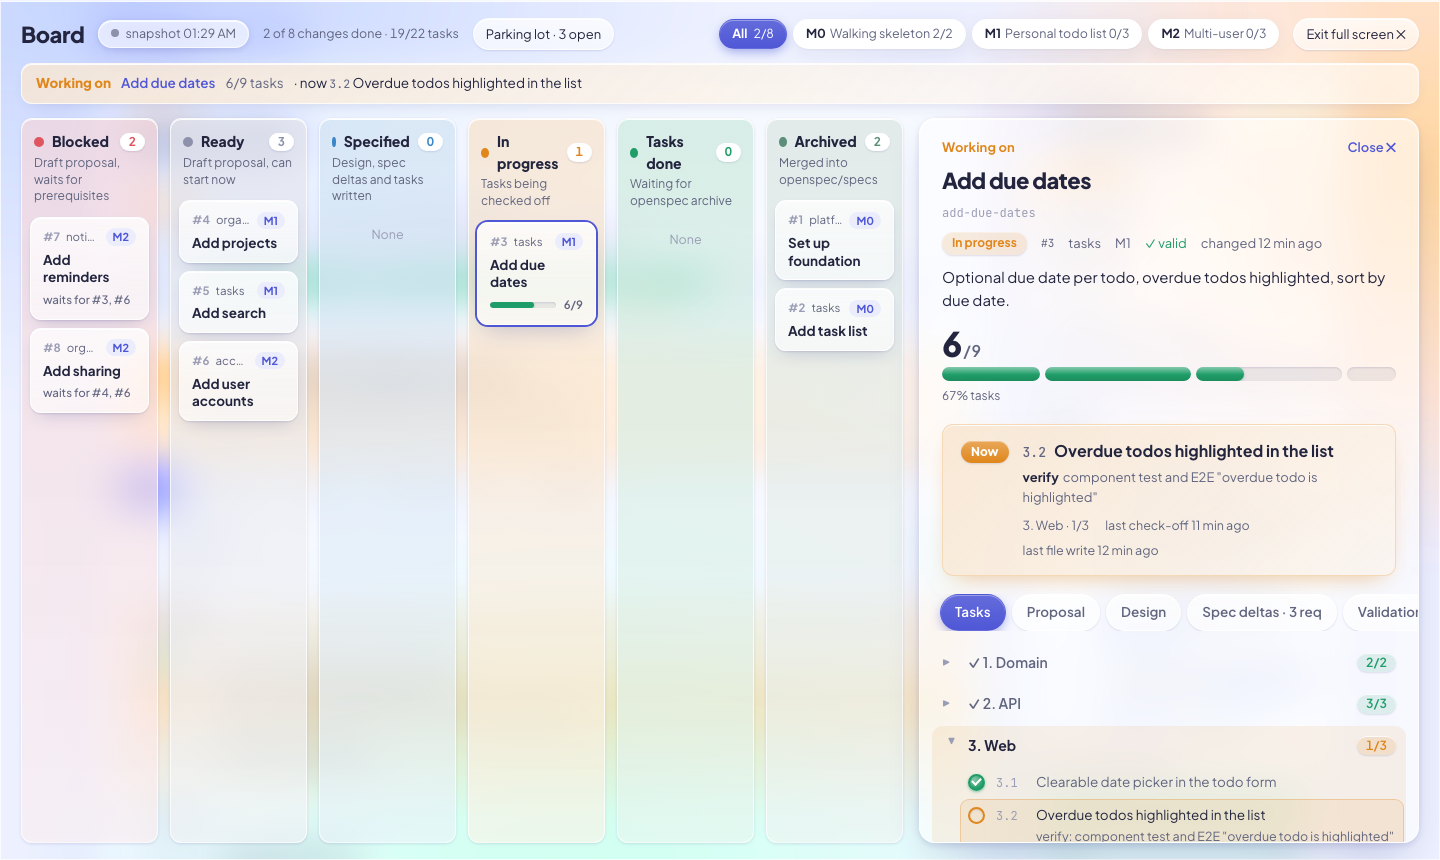 Board
snapshot 01:29 AM
2 of 8 changes done · 19/22 tasks
Parking lot · 3 open
All 2/8
M0 Walking skeleton 2/2
M1 Personal todo list 0/3
M2 Multi-user 0/3
Exit full screen ✕
Working on Add due dates 6/9 tasks · now 3.2 Overdue todos highlighted in the list
Blocked 2
Draft proposal,
waits for
prerequisites
#7 noti… M2
Add
reminders
waits for #3, #6
#8 org… M2
Add sharing
waits for #4, #6
Ready 3
Draft proposal, can
start now
#4 orga… M1
Add projects
#5 tasks M1
Add search
#6 acc… M2
Add user
accounts
Specified 0
Design, spec
deltas and tasks
written
None
In
progress 1
Tasks being
checked off
#3 tasks M1
Add due
dates
6/9
Tasks
done 0
Waiting for
openspec archive
None
Archived 2
Merged into
openspec/specs
#1 platf… M0
Set up
foundation
#2 tasks M0
Add task list
Working on
Close ✕
Add due dates
add-due-dates
In progress #3 tasks M1 ✓ valid changed 12 min ago
Optional due date per todo, overdue todos highlighted, sort by
due date.
6/9
67% tasks
Now 3.2 Overdue todos highlighted in the list
verify component test and E2E "overdue todo is
highlighted"
3. Web · 1/3 last check-off 11 min ago
last file write 12 min ago
Tasks Proposal Design Spec deltas · 3 req Validation
✓ 1. Domain 2/2
✓ 2. API 3/3
3. Web 1/3
3.1 Clearable date picker in the todo form
3.2 Overdue todos highlighted in the list
verify: component test and E2E "overdue todo is highlighted"